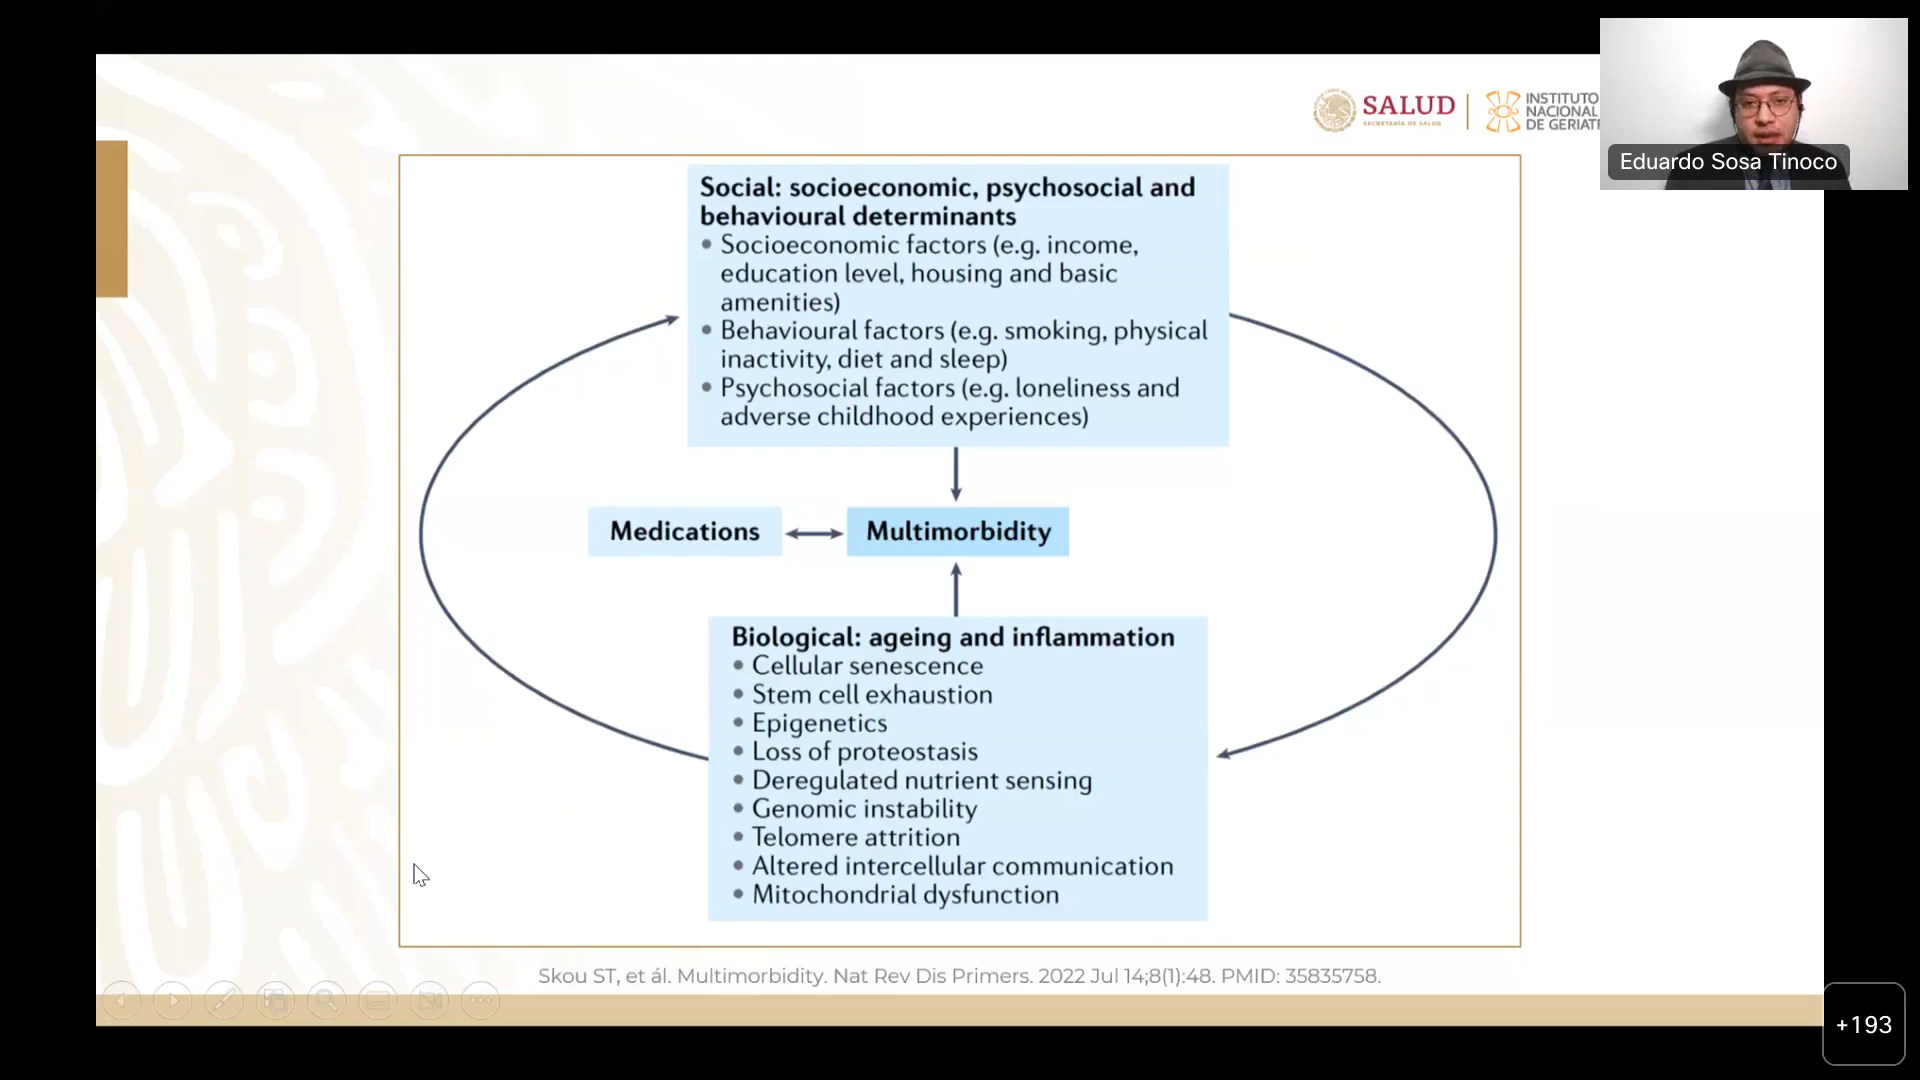 SALUD
SECRETARÍA DE SALUD
INSTITUTO
NACIONAL
DE GERIATR
Eduardo Sosa Tinoco
Social: socioeconomic, psychosocial and
behavioural determinants
• Socioeconomic factors (e.g. income,
education level, housing and basic
amenities)
• Behavioural factors (e.g. smoking, physical
inactivity, diet and sleep)
• Psychosocial factors (e.g. loneliness and
adverse childhood experiences)
Medications
Multimorbidity
Biological: ageing and inflammation
• Cellular senescence
• Stem cell exhaustion
• Epigenetics
• Loss of proteostasis
• Deregulated nutrient sensing
• Genomic instability
• Telomere attrition
• Altered intercellular communication
• Mitochondrial dysfunction
Skou ST, et ál. Multimorbidity. Nat Rev Dis Primers. 2022 Jul 14;8(1):48. PMID: 35835758.
+193